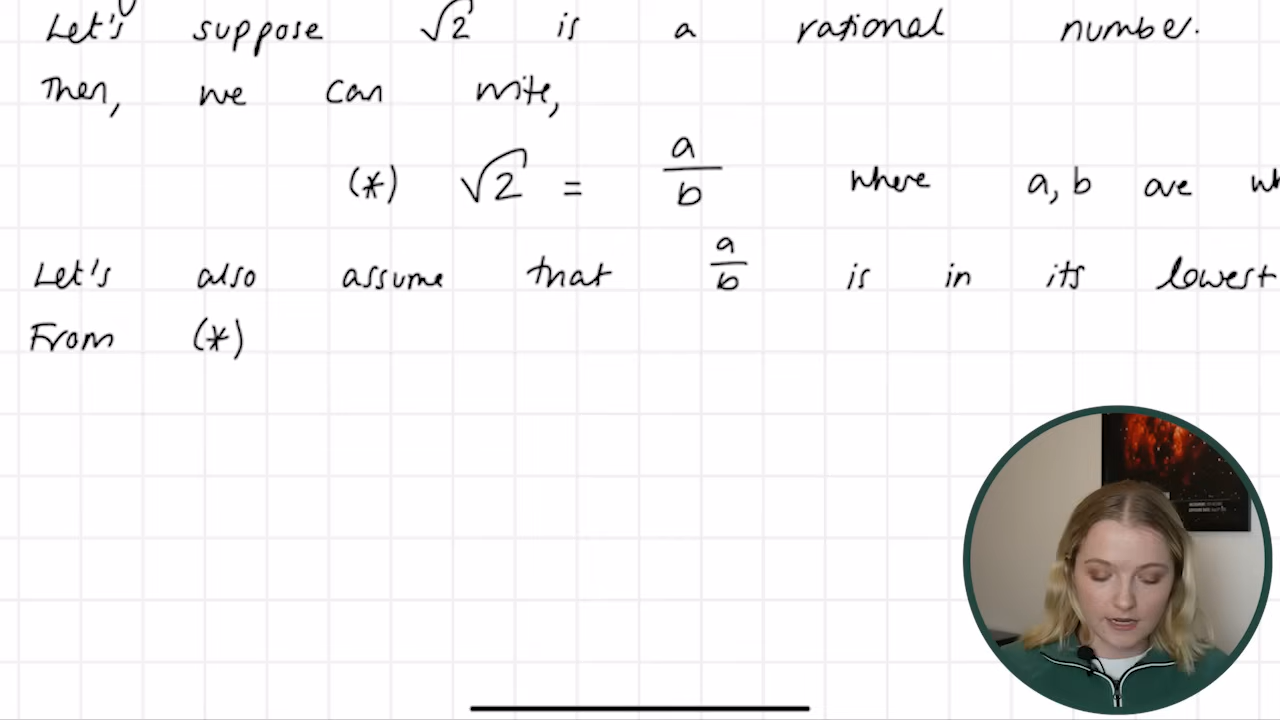 Let's suppose √2 is a rational number.
Then, we can write,
(*) √2 = a/b where a, b are
Let's also assume that a/b is in its lowest
From (*)